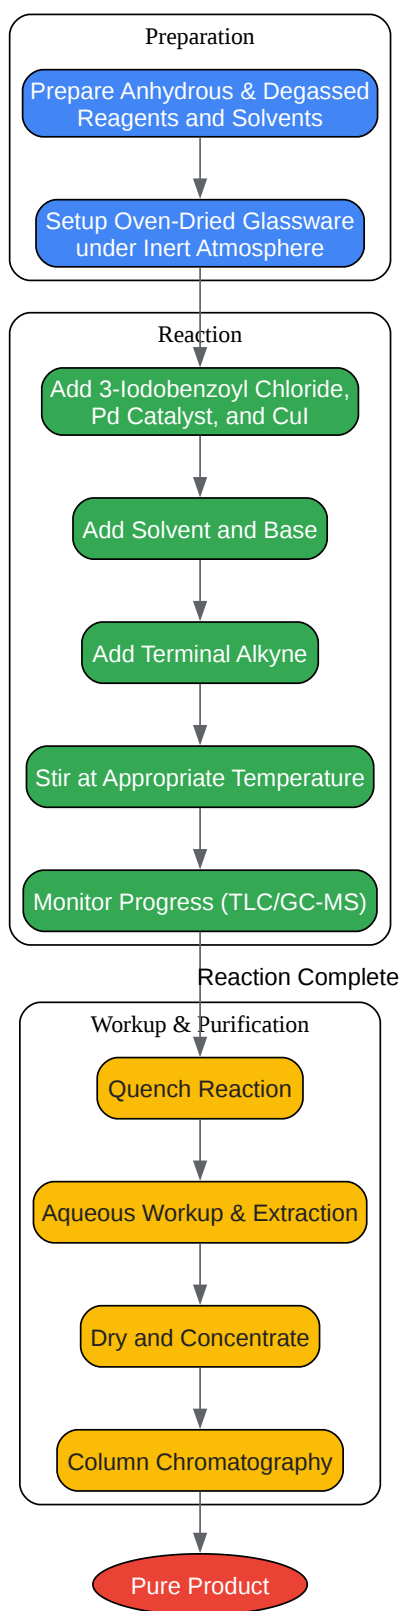 Preparation
Prepare Anhydrous & Degassed
Reagents and Solvents
Setup Oven-Dried Glassware
under Inert Atmosphere
Reaction
Add 3-Iodobenzoyl Chloride,
Pd Catalyst, and CuI
Add Solvent and Base
Add Terminal Alkyne
Stir at Appropriate Temperature
Monitor Progress (TLC/GC-MS)
Reaction Complete
Workup & Purification
Quench Reaction
Aqueous Workup & Extraction
Dry and Concentrate
Column Chromatography
Pure Product